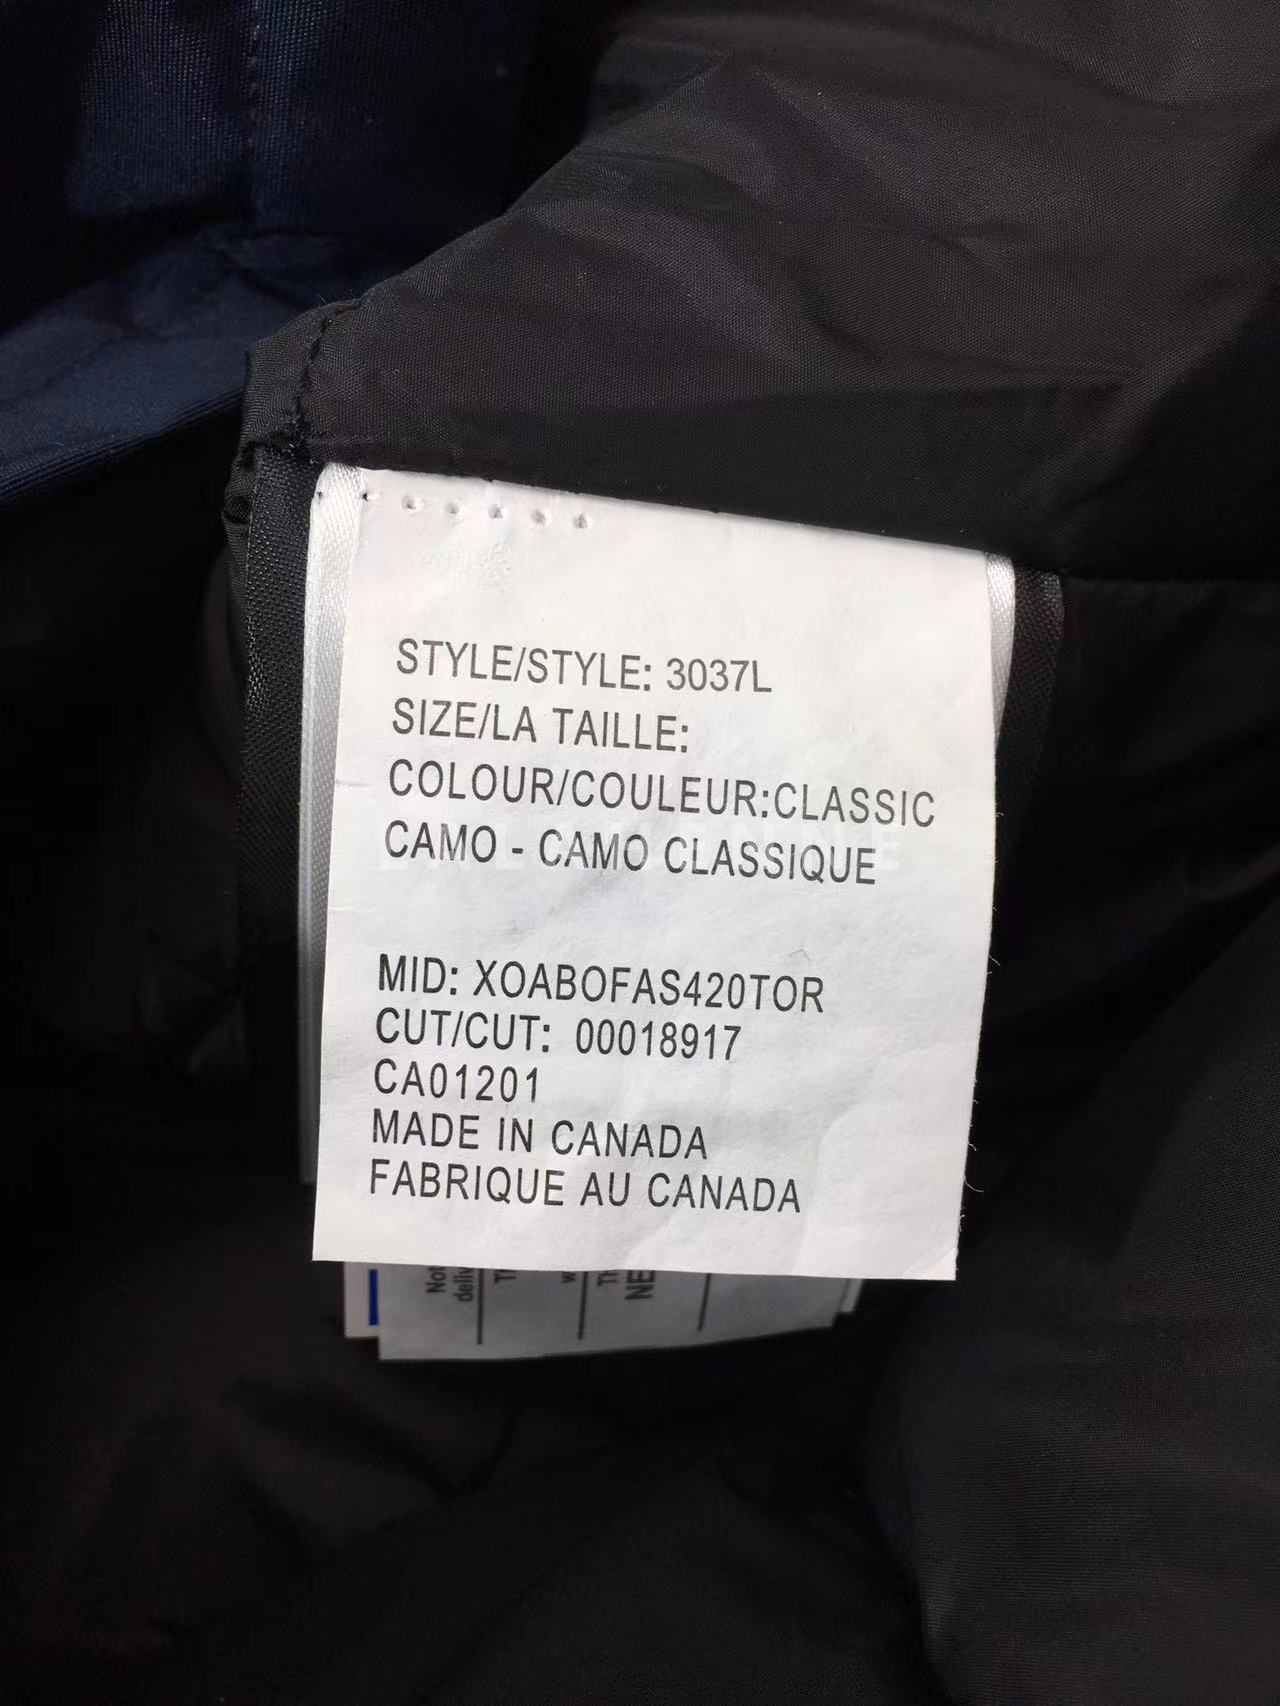 STYLE/STYLE: 3037L
SIZE/LA TAILLE:
COLOUR/COULEUR:CLASSIC
CAMO - CAMO CLASSIQUE
MID: XOABOFAS420TOR
CUT/CUT: 00018917
CA01201
MADE IN CANADA
FABRIQUE AU CANADA